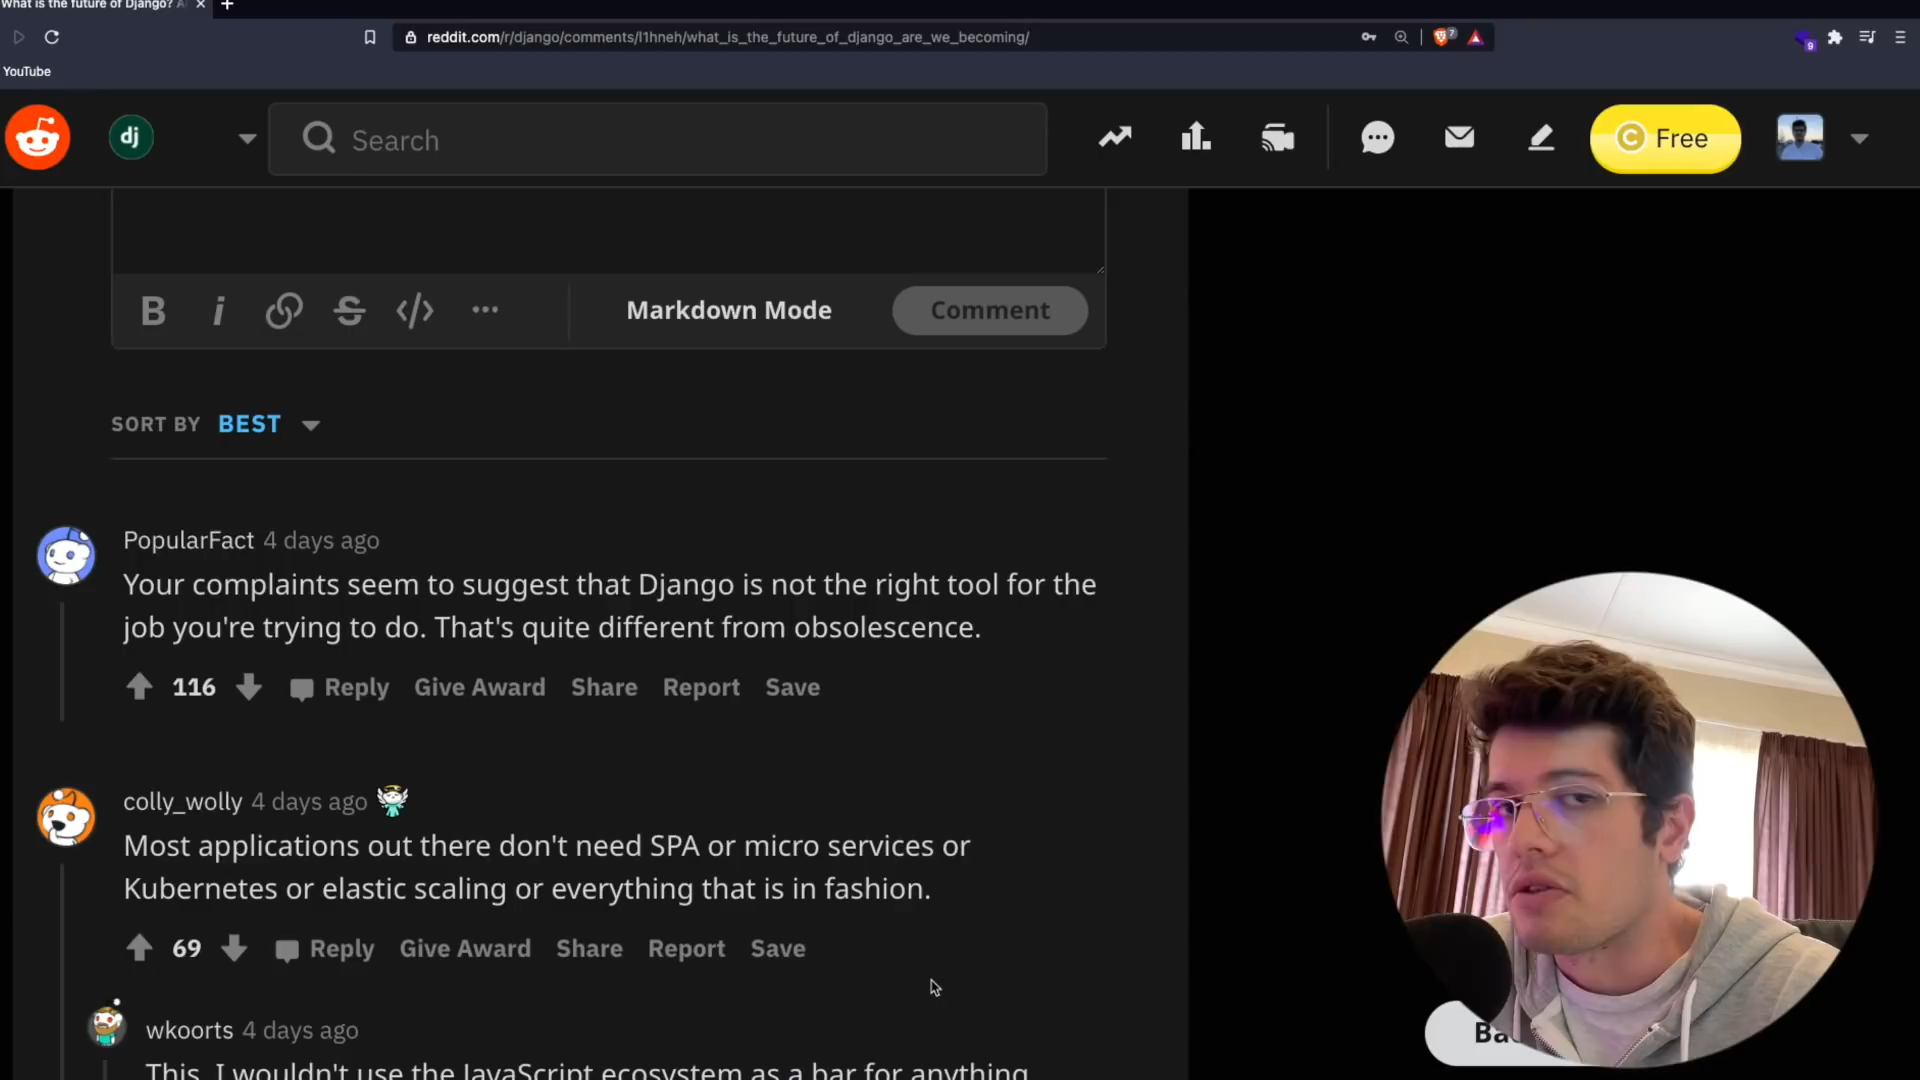 What is the future of Django? A
reddit.com/r/django/comments/l1hneh/what_is_the_future_of_django_are_we_becoming/
7
9
YouTube
dj
Search
Free
B i S </> ...
Markdown Mode
Comment
SORT BY BEST
PopularFact 4 days ago
Your complaints seem to suggest that Django is not the right tool for the
job you're trying to do. That's quite different from obsolescence.
116 Reply Give Award Share Report Save
colly_wolly 4 days ago
Most applications out there don't need SPA or micro services or
Kubernetes or elastic scaling or everything that is in fashion.
69 Reply Give Award Share Report Save
wkoorts 4 days ago
This. I wouldn't use the JavaScript ecosystem as a bar for anything